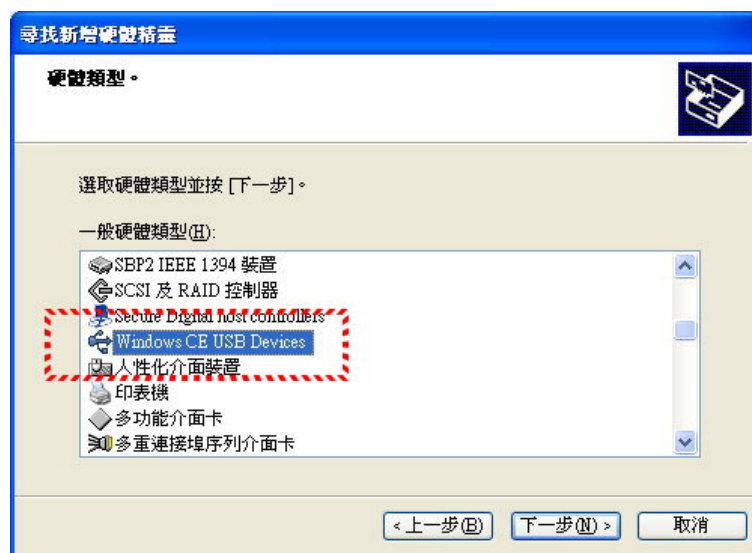 尋找新增硬體精靈
硬體類型。
選取硬體類型並按 [下一步]。
一般硬體類型(H):
SBP2 IEEE 1394 裝置
SCSI 及 RAID 控制器
Secure Digital host controllers
Windows CE USB Devices
人性化介面裝置
印表機
多功能介面卡
多重連接埠序列介面卡
<上一步(B) 下一步(N)> 取消